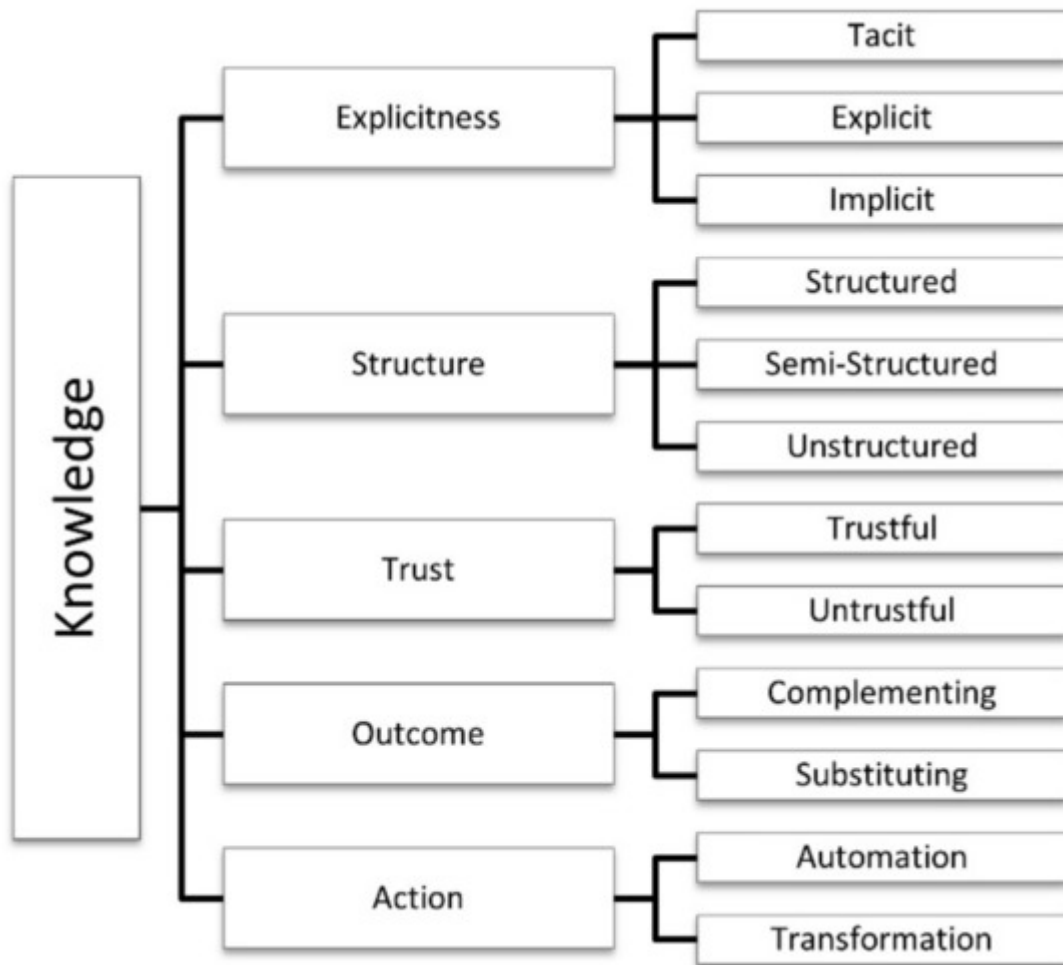 Knowledge
Explicitness
Tacit
Explicit
Implicit
Structure
Structured
Semi-Structured
Unstructured
Trust
Trustful
Untrustful
Outcome
Complementing
Substituting
Action
Automation
Transformation